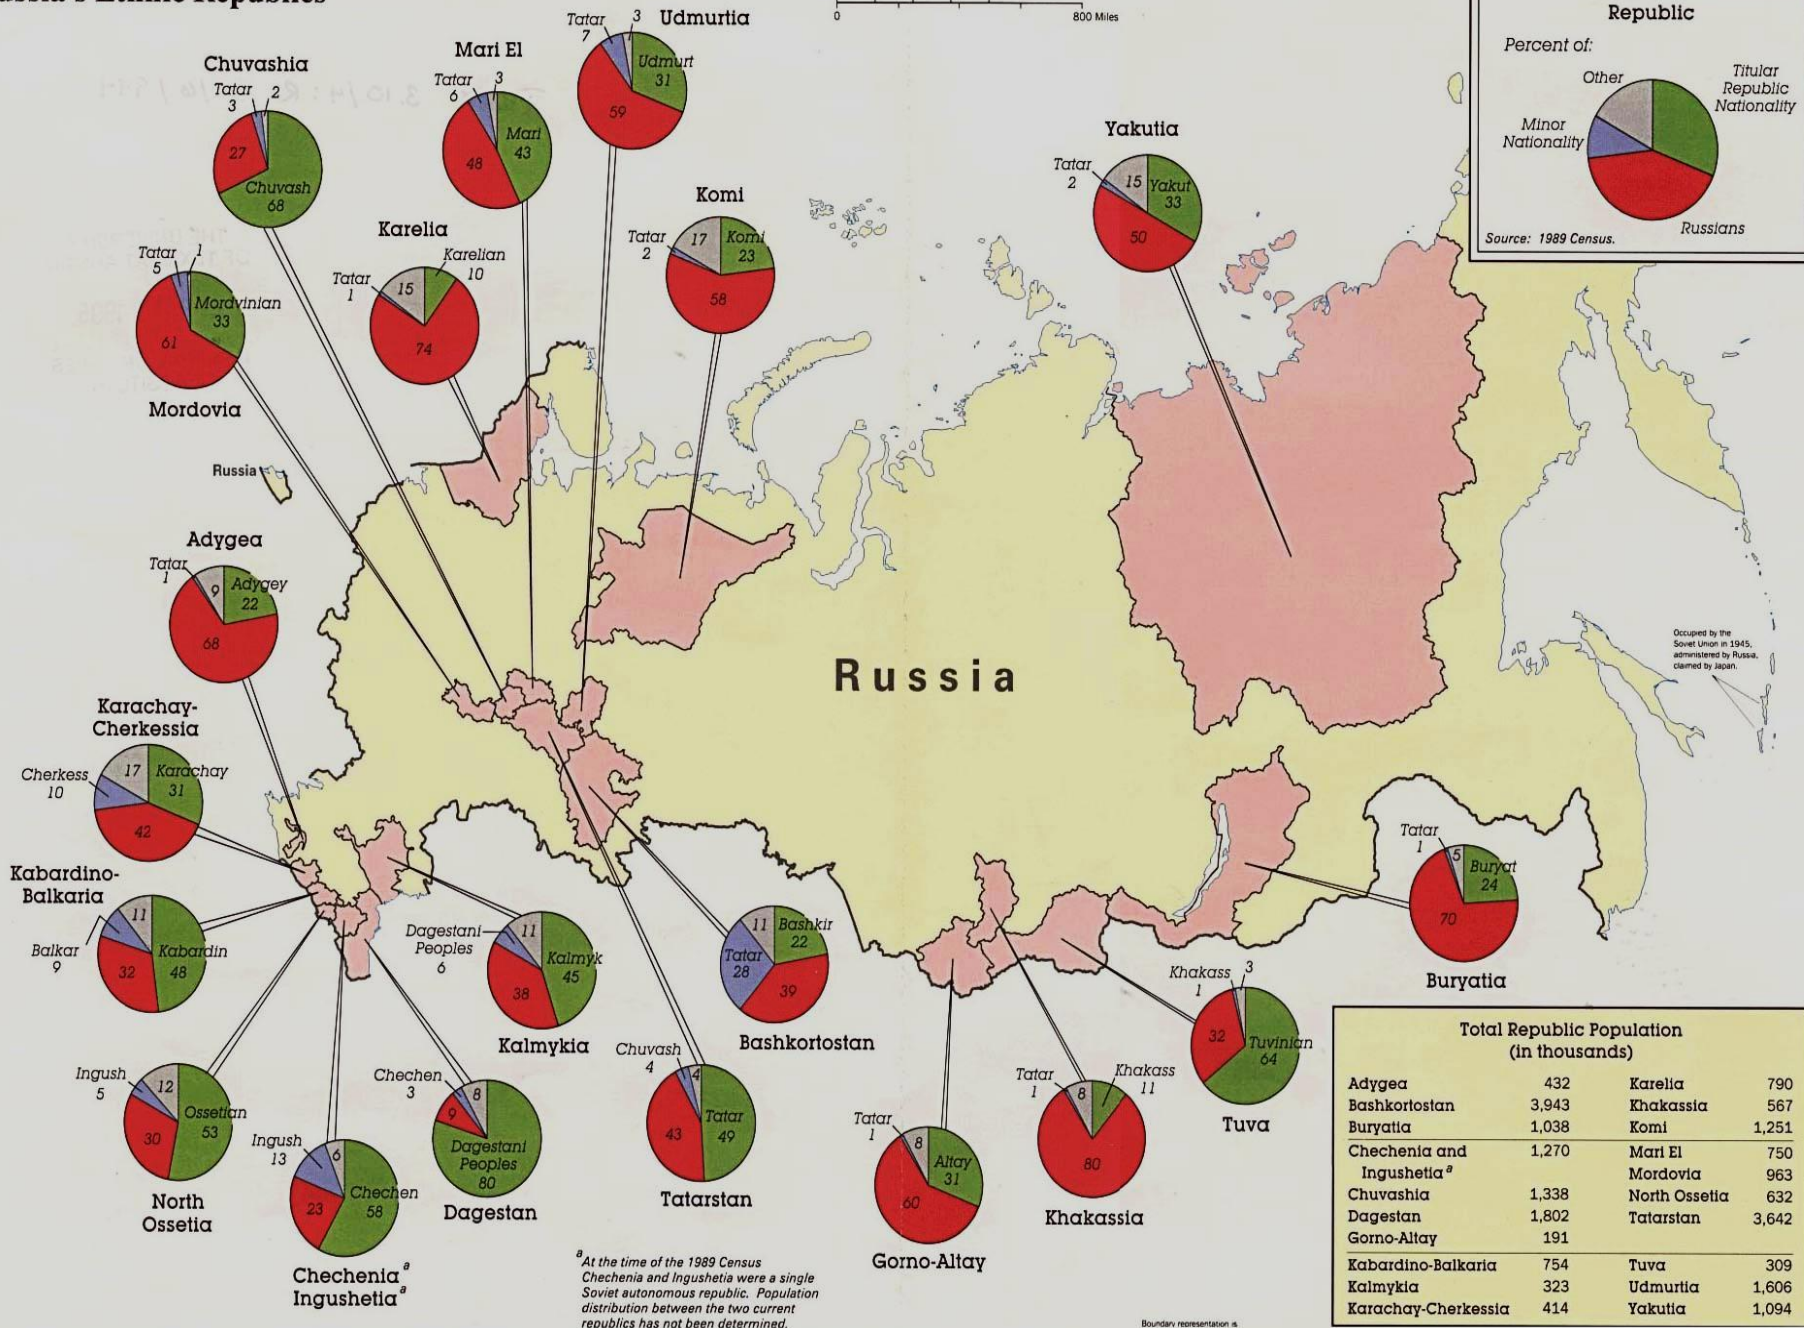 ussia's Ethnic Republics
0
800 Miles
Republic
Percent of:
Other
Titular
Republic
Nationality
Minor
Nationality
Russians
Source: 1989 Census.
Chuvashia
Tatar
3
2
27
Chuvash
68
Mari El
Tatar
6
3
Mari
43
48
Udmurtia
Tatar
7
3
Udmurt
31
59
Mordovia
Tatar
5
1
Mordvinian
33
61
Karelia
Tatar
1
15
Karelian
10
74
Komi
Tatar
2
17
Komi
23
58
Yakutia
Tatar
2
15
Yakut
33
50
Russia
Adygea
Tatar
1
9
Adygey
22
68
Russia
Occupied by the
Soviet Union in 1945,
administered by Russia,
claimed by Japan.
Karachay-
Cherkessia
Cherkess
10
17
Karachay
31
42
Kabardino-
Balkaria
Balkar
9
11
Kabardin
48
32
Dagestani
Peoples
6
11
Kalmyk
45
38
Kalmykia
11
Bashkir
22
Tatar
28
39
Bashkortostan
Tatar
1
5
Buryat
24
70
Buryatia
Ingush
5
12
Ossetian
53
30
North
Ossetia
Ingush
13
6
Chechen
58
23
Chechenia a
Ingushetia a
Chechen
3
8
9
Dagestani
Peoples
80
Dagestan
Chuvash
4
4
Tatar
49
43
Tatarstan
Tatar
1
8
Altay
31
60
Gorno-Altay
Tatar
1
8
Khakass
11
80
Khakassia
Khakass
1
3
32
Tuvinian
64
Tuva
a At the time of the 1989 Census
Chechenia and Ingushetia were a single
Soviet autonomous republic. Population
distribution between the two current
republics has not been determined.
Boundary representation is
Total Republic Population
(in thousands)
Adygea 432 Karelia 790
Bashkortostan 3,943 Khakassia 567
Buryatia 1,038 Komi 1,251
Chechenia and 1,270 Mari El 750
Ingushetia a Mordovia 963
Chuvashia 1,338 North Ossetia 632
Dagestan 1,802 Tatarstan 3,642
Gorno-Altay 191
Kabardino-Balkaria 754 Tuva 309
Kalmykia 323 Udmurtia 1,606
Karachay-Cherkessia 414 Yakutia 1,094